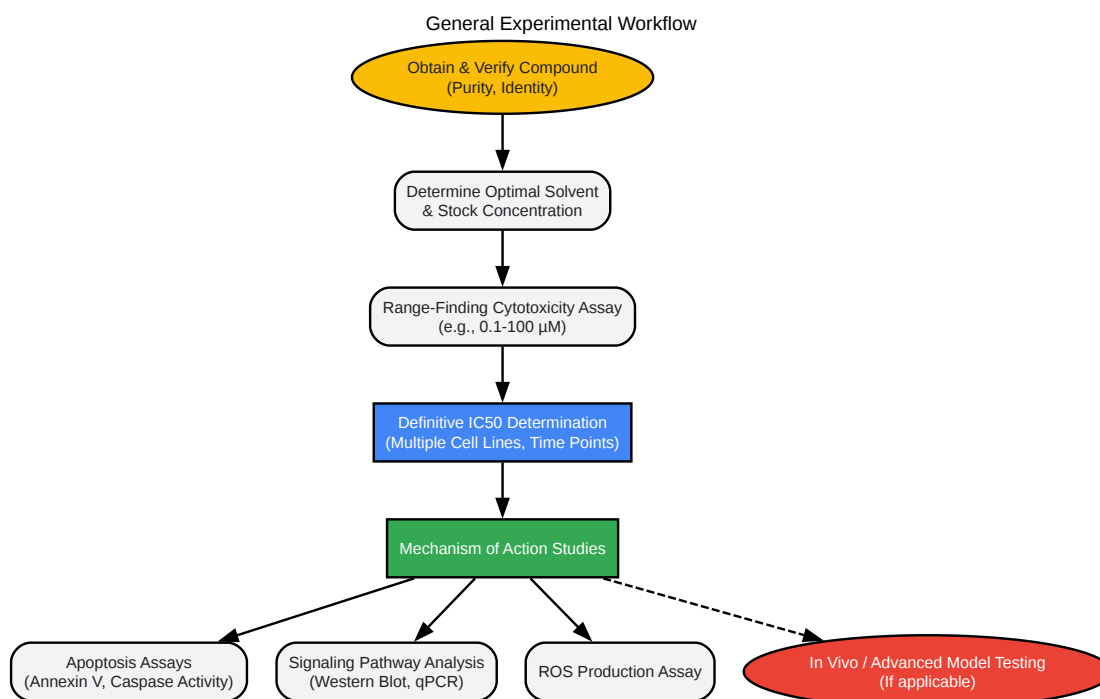 General Experimental Workflow
Obtain & Verify Compound
(Purity, Identity)
Determine Optimal Solvent
& Stock Concentration
Range-Finding Cytotoxicity Assay
(e.g., 0.1-100 µM)
Definitive IC50 Determination
(Multiple Cell Lines, Time Points)
Mechanism of Action Studies
Apoptosis Assays
(Annexin V, Caspase Activity)
Signaling Pathway Analysis
(Western Blot, qPCR)
ROS Production Assay
In Vivo / Advanced Model Testing
(If applicable)